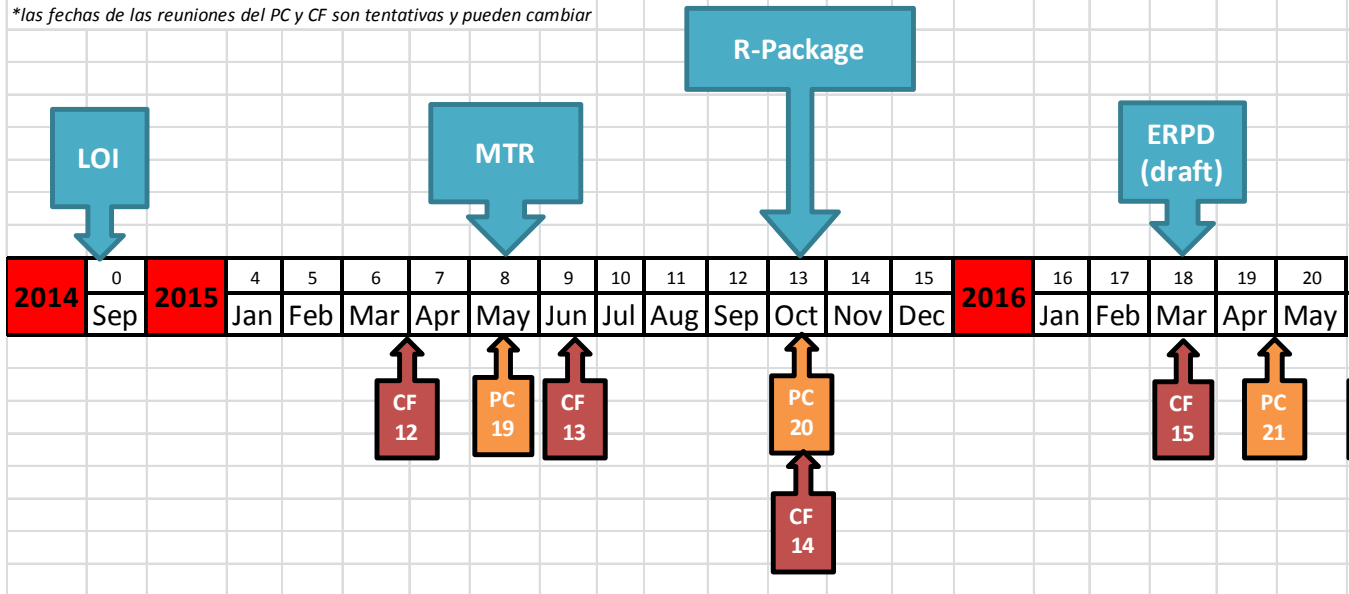 *las fechas de las reuniones del PC y CF son tentativas y pueden cambiar
R-Package
LOI
MTR
ERPD
(draft)
2014 0 2015 4 5 6 7 8 9 10 11 12 13 14 15 2016 16 17 18 19 20
Sep Jan Feb Mar Apr May Jun Jul Aug Sep Oct Nov Dec Jan Feb Mar Apr May
CF
12
PC
19
CF
13
PC
20
CF
15
PC
21
CF
14